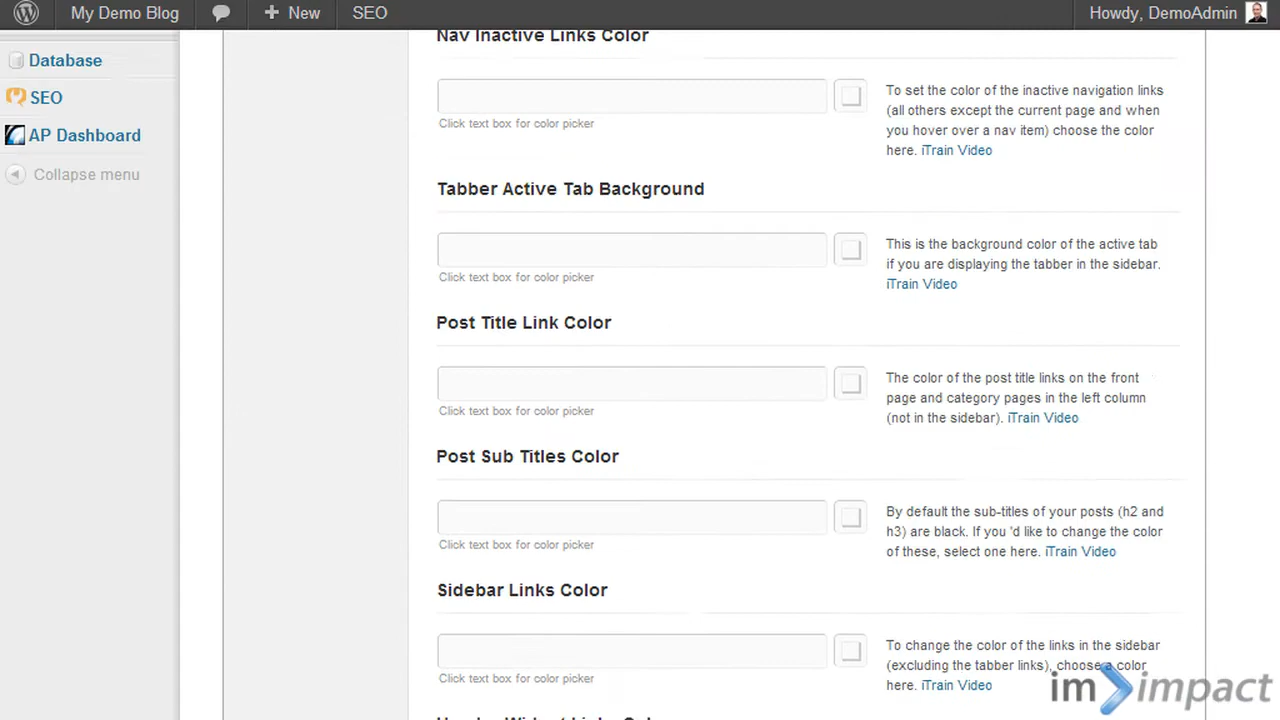 My Demo Blog
New
SEO
Howdy, DemoAdmin
Database
SEO
AP Dashboard
Collapse menu
Nav Inactive Links Color
Click text box for color picker
To set the color of the inactive navigation links
(all others except the current page and when
you hover over a nav item) choose the color
here. iTrain Video
Tabber Active Tab Background
Click text box for color picker
This is the background color of the active tab
if you are displaying the tabber in the sidebar.
iTrain Video
Post Title Link Color
Click text box for color picker
The color of the post title links on the front
page and category pages in the left column
(not in the sidebar). iTrain Video
Post Sub Titles Color
Click text box for color picker
By default the sub-titles of your posts (h2 and
h3) are black. If you 'd like to change the color
of these, select one here. iTrain Video
Sidebar Links Color
Click text box for color picker
To change the color of the links in the sidebar
(excluding the tabber links), choose a color
here. iTrain Video
im impact